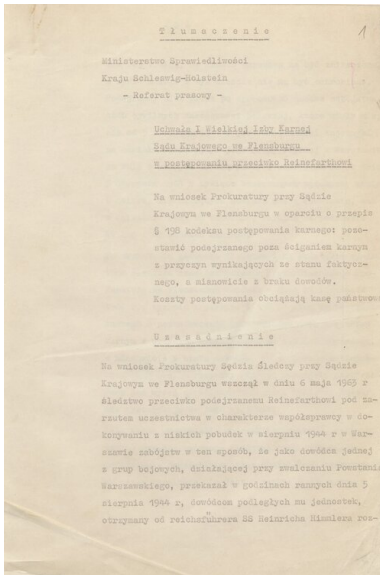 T ł u m a c z e n i e
1
Ministerstwo Sprawiedliwości
Kraju Schleswig-Holstein
- Referat prasowy -
Uchwała I Wielkiej Izby Karnej
Sądu Krajowego we Flensburgu
w postępowaniu przeciwko Reinefarthowi
Na wniosek Prokuratury przy Sądzie
Krajowym we Flensburgu w oparciu o przepis
§ 198 kodeksu postępowania karnego: pozo-
stawić podejrzanego poza ściganiem karnym
z przyczyn wynikających ze stanu faktycz-
nego, a mianowicie z braku dowodów.
Koszty postępowania obciążają kasę państwową
U z a s a d n i e n i e
Na wniosek Prokuratury Sędzia Śledczy przy Sądzie
Krajowym we Flensburgu wszczął w dniu 6 maja 1963 r
śledztwo przeciwko podejrzanemu Reinefarthowi pod za-
rzutem uczestnictwa w charakterze współsprawcy w do-
konywaniu z niskich pobudek w sierpniu 1944 r w War-
szawie zabójstw w ten sposób, że jako dowódca jednej
z grup bojowych, działającej przy zwalczaniu Powstania
Warszawskiego, przekazał w godzinach rannych dnia 5
sierpnia 1944 r, dowódcom podległych mu jednostek,
otrzymany od reichsführera SS Heinricha Himmlera roz-